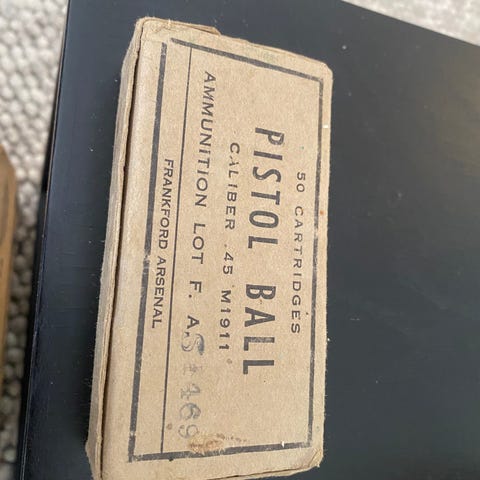 50 CARTRIDGES
PISTOL BALL
CALIBER .45 M1911
AMMUNITION LOT F. A.
FRANKFORD ARSENAL